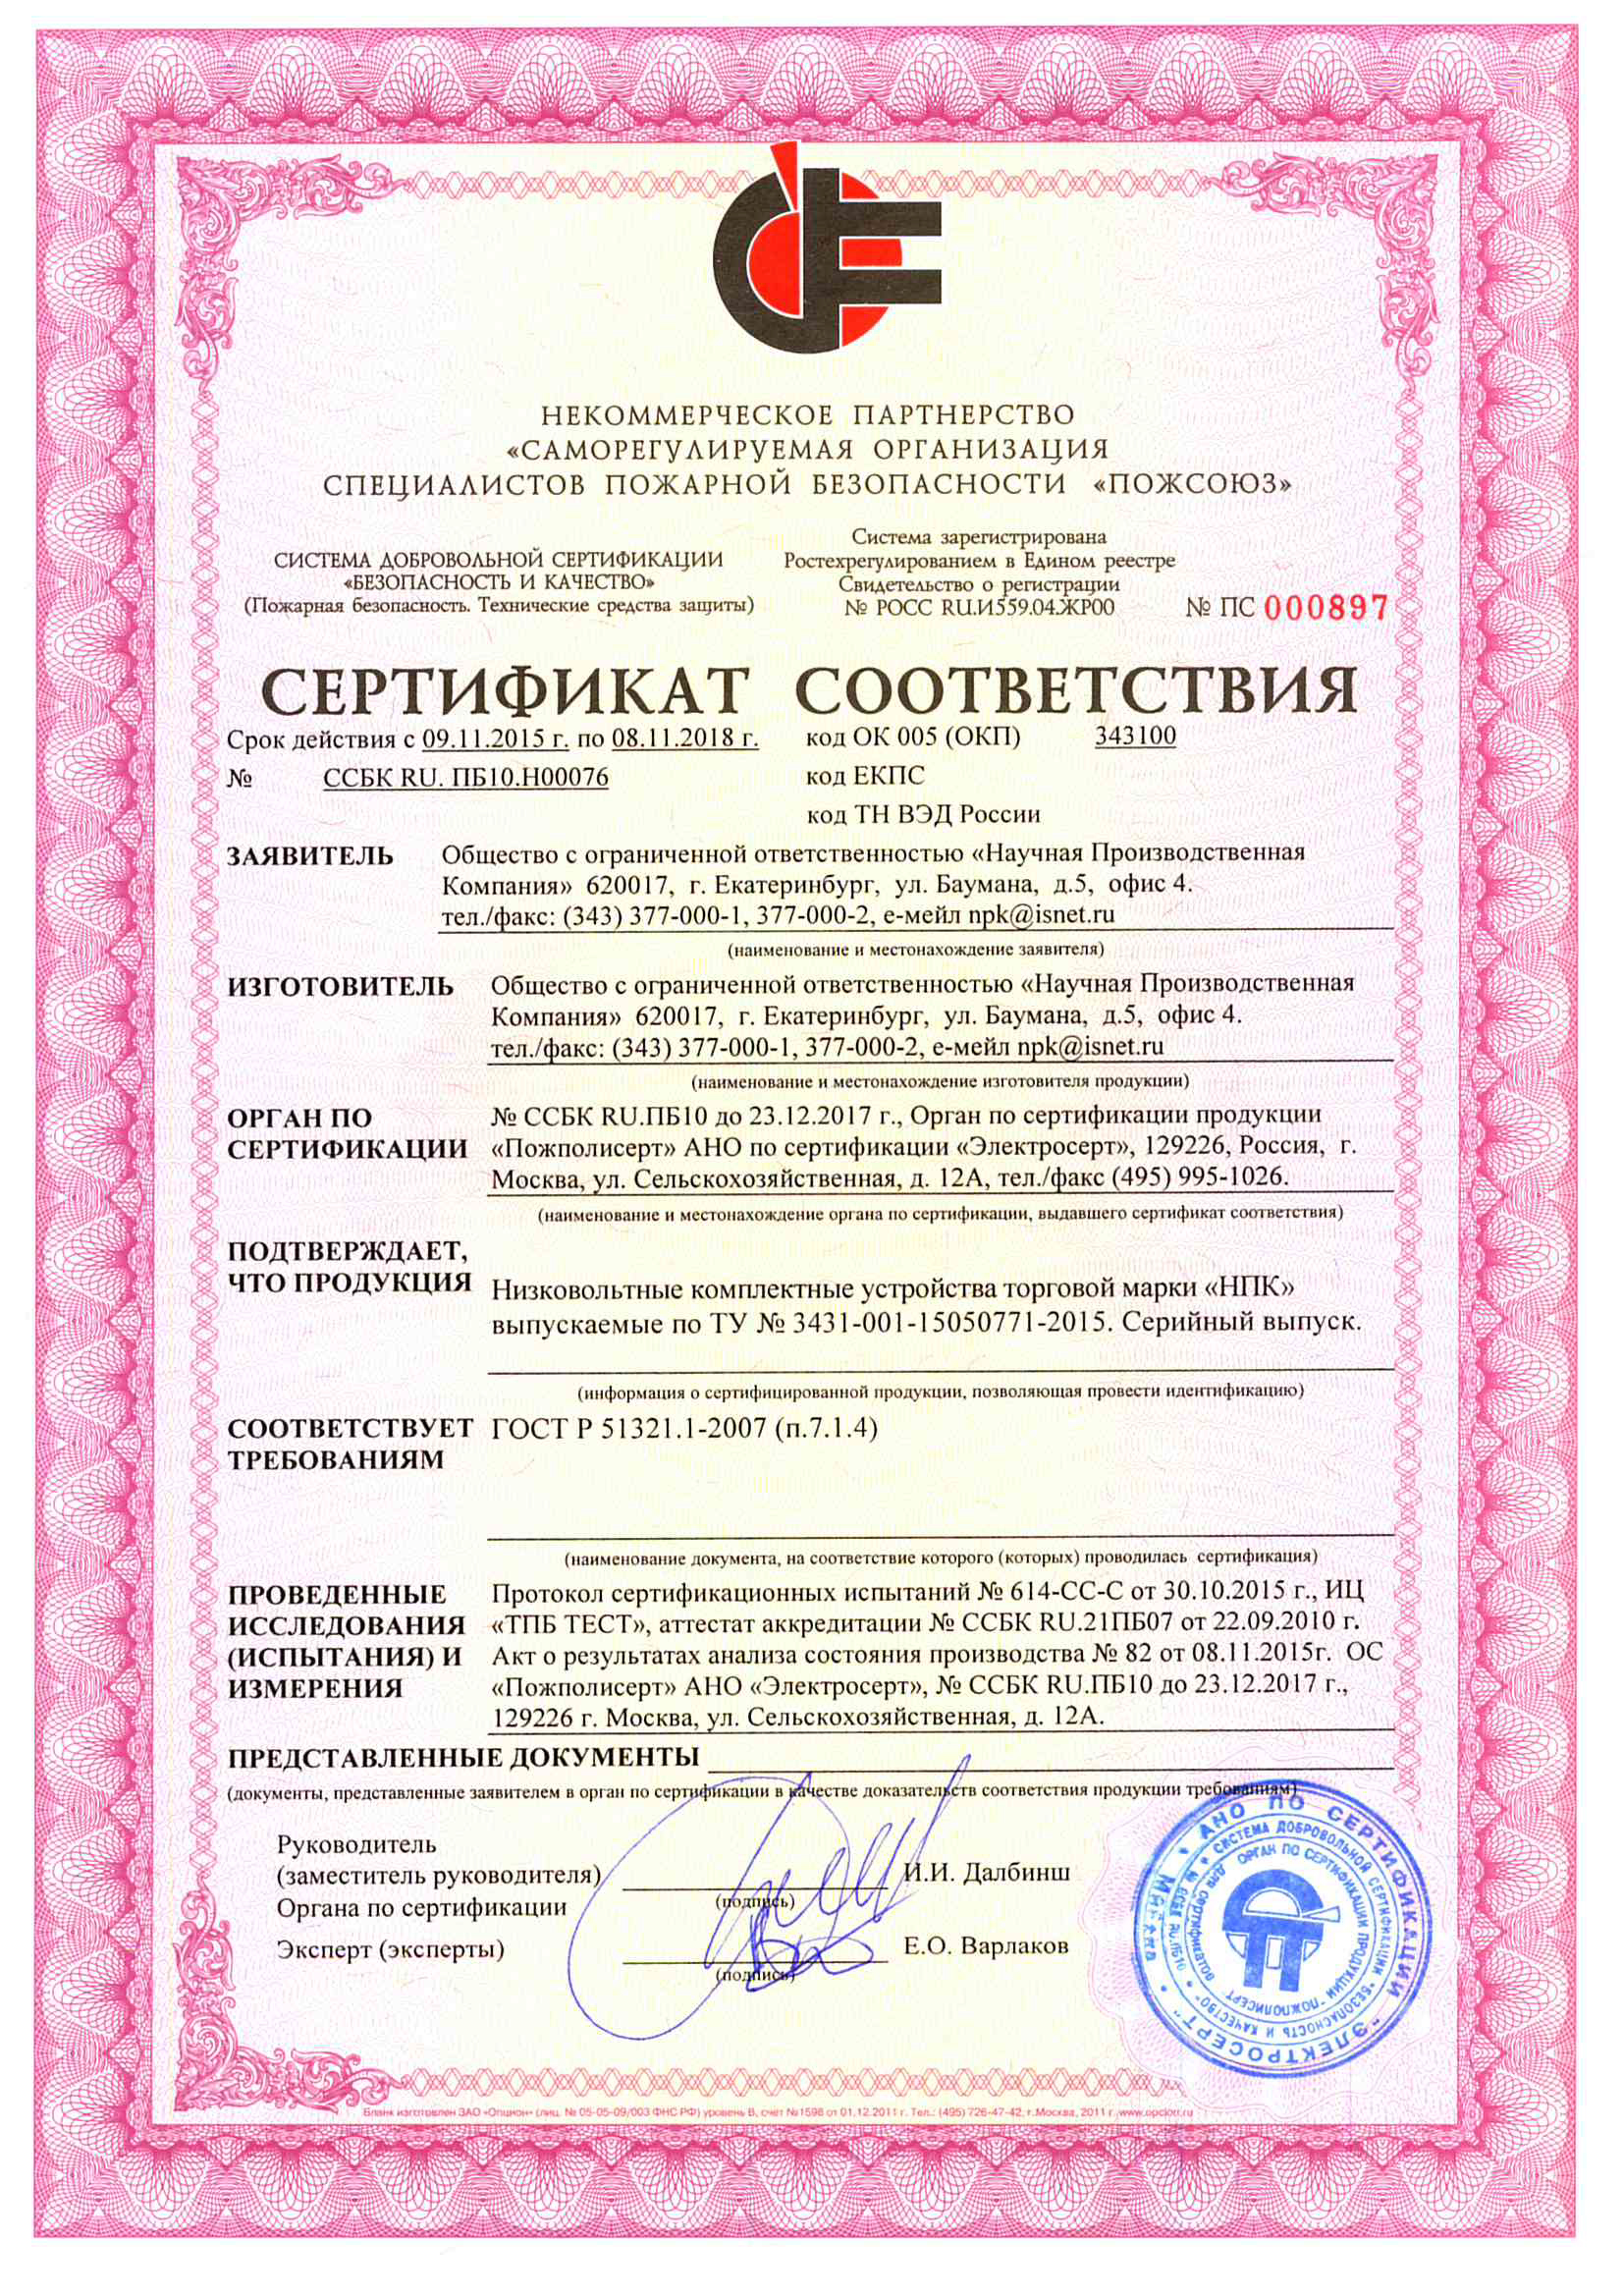 НЕКОММЕРЧЕСКОЕ ПАРТНЕРСТВО
«САМОРЕГУЛИРУЕМАЯ ОРГАНИЗАЦИЯ
СПЕЦИАЛИСТОВ ПОЖАРНОЙ БЕЗОПАСНОСТИ «ПОЖСОЮЗ»
СИСТЕМА ДОБРОВОЛЬНОЙ СЕРТИФИКАЦИИ
«БЕЗОПАСНОСТЬ И КАЧЕСТВО»
(Пожарная безопасность. Технические средства защиты)
Система зарегистрирована
Ростехрегулированием в Едином реестре
Свидетельство о регистрации
№ РОСС RU.И559.04.ЖР00
№ ПС 000897
СЕРТИФИКАТ СООТВЕТСТВИЯ
Срок действия с 09.11.2015 г. по 08.11.2018 г.
код ОК 005 (ОКП) 343100
№ ССБК RU. ПБ10.Н00076
код ЕКПС
код ТН ВЭД России
ЗАЯВИТЕЛЬ Общество с ограниченной ответственностью «Научная Производственная
Компания» 620017, г. Екатеринбург, ул. Баумана, д.5, офис 4.
тел./факс: (343) 377-000-1, 377-000-2, е-мейл npk@isnet.ru
(наименование и местонахождение заявителя)
ИЗГОТОВИТЕЛЬ Общество с ограниченной ответственностью «Научная Производственная
Компания» 620017, г. Екатеринбург, ул. Баумана, д.5, офис 4.
тел./факс: (343) 377-000-1, 377-000-2, е-мейл npk@isnet.ru
(наименование и местонахождение изготовителя продукции)
ОРГАН ПО № ССБК RU.ПБ10 до 23.12.2017 г., Орган по сертификации продукции
СЕРТИФИКАЦИИ «Пожполисерт» АНО по сертификации «Электросерт», 129226, Россия, г.
Москва, ул. Сельскохозяйственная, д. 12А, тел./факс (495) 995-1026.
(наименование и местонахождение органа по сертификации, выдавшего сертификат соответствия)
ПОДТВЕРЖДАЕТ,
ЧТО ПРОДУКЦИЯ Низковольтные комплектные устройства торговой марки «НПК»
выпускаемые по ТУ № 3431-001-15050771-2015. Серийный выпуск.
(информация о сертифицированной продукции, позволяющая провести идентификацию)
СООТВЕТСТВУЕТ ГОСТ Р 51321.1-2007 (п.7.1.4)
ТРЕБОВАНИЯМ
(наименование документа, на соответствие которого (которых) проводилась сертификация)
ПРОВЕДЕННЫЕ Протокол сертификационных испытаний № 614-СС-С от 30.10.2015 г., ИЦ
ИССЛЕДОВАНИЯ «ТПБ ТЕСТ», аттестат аккредитации № ССБК RU.21ПБ07 от 22.09.2010 г.
(ИСПЫТАНИЯ) И Акт о результатах анализа состояния производства № 82 от 08.11.2015г. ОС
ИЗМЕРЕНИЯ «Пожполисерт» АНО «Электросерт», № ССБК RU.ПБ10 до 23.12.2017 г.,
129226 г. Москва, ул. Сельскохозяйственная, д. 12А.
ПРЕДСТАВЛЕННЫЕ ДОКУМЕНТЫ
(документы, представленные заявителем в орган по сертификации в качестве доказательств соответствия продукции требованиям)
Руководитель
(заместитель руководителя) И.И. Далбинш
(подпись)
Органа по сертификации
Эксперт (эксперты) Е.О. Варлаков
(подпись)
АНО ПО СЕРТИФИКАЦИИ "ЭЛЕКТРОСЕРТ" * Москва *
СИСТЕМА ДОБРОВОЛЬНОЙ СЕРТИФИКАЦИИ "БЕЗОПАСНОСТЬ И КАЧЕСТВО"
ОРГАН ПО СЕРТИФИКАЦИИ ПРОДУКЦИИ "ПОЖПОЛИСЕРТ"
Бланк изготовлен ЗАО «Опцион» (лиц. № 05-05-09/003 ФНС РФ) уровень В, счет №1598 от 01.12.2011 г. Тел.: (495) 726-47-42, г.Москва, 2011 г. www.opcion.ru